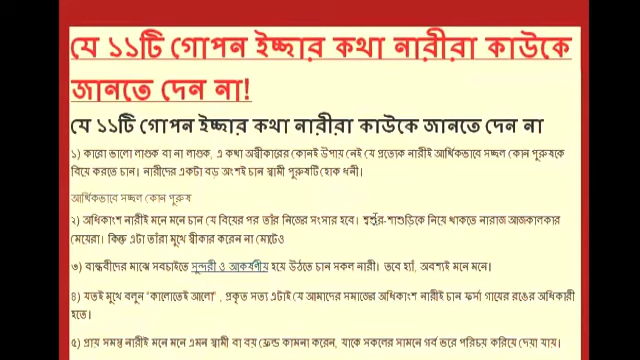 যে ১১টি গোপন ইচ্ছার কথা নারীরা কাউকে
জানতে দেন না!
যে ১১টি গোপন ইচ্ছার কথা নারীরা কাউকে জানতে দেন না
১) কারো ভালো লাগুক বা না লাগুক, এ কথা অস্বীকারের কোনই উপায় নেই যে প্রত্যেক নারীই আর্থিকভাবে সচ্ছল কোন পুরুষকে
বিয়ে করতে চান। নারীদের একটা বড় অংশই চান স্বামী পুরুষটি হোক ধনী।
আর্থিকভাবে সচ্ছল কোন পুরুষ
২) অধিকাংশ নারীই মনে মনে চান যে বিয়ের পর তাঁর নিজের সংসার হবে। শ্বশুর-শাশুড়িকে নিয়ে থাকতে নারাজ আজকালকার
মেয়েরা। কিন্তু এটা তাঁরা মুখে স্বীকার করেন না মোটেও
৩) বান্ধবীদের মাঝে সবচাইতে সুন্দরী ও আকর্ষণীয় হয়ে উঠতে চান সকল নারী। তবে হ্যাঁ, অবশ্যই মনে মনে।
৪) যতই মুখে বলুন “কালোতেই আলো” , প্রকৃত সত্য এটাই যে আমাদের সমাজের অধিকাংশ নারীই চান ফর্সা গায়ের রঙের অধিকারী
হতে।
৫) প্রায় সমস্ত নারীই মনে মনে এমন স্বামী বা বয় ফ্রেন্ড কামনা করেন, যাকে সকলের সামনে গর্ব ভরে পরিচয় করিয়ে দেয়া যায়।